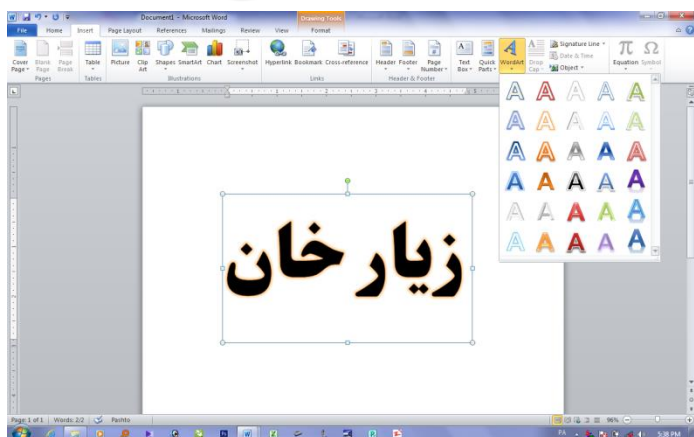 Document1 - Microsoft Word
Drawing Tools
File Home Insert Page Layout References Mailings Review View Format
Cover Page Blank Page Page Break Table Picture Clip Art Shapes SmartArt Chart Screenshot Hyperlink Bookmark Cross-reference Header Footer Page Number Text Box Quick Parts WordArt Drop Cap Signature Line Date & Time Object Equation Symbol
Pages Tables Illustrations Links Header & Footer
زیار خان
Page: 1 of 1 Words: 2/2 Pashto 96%
PA 5:38 PM